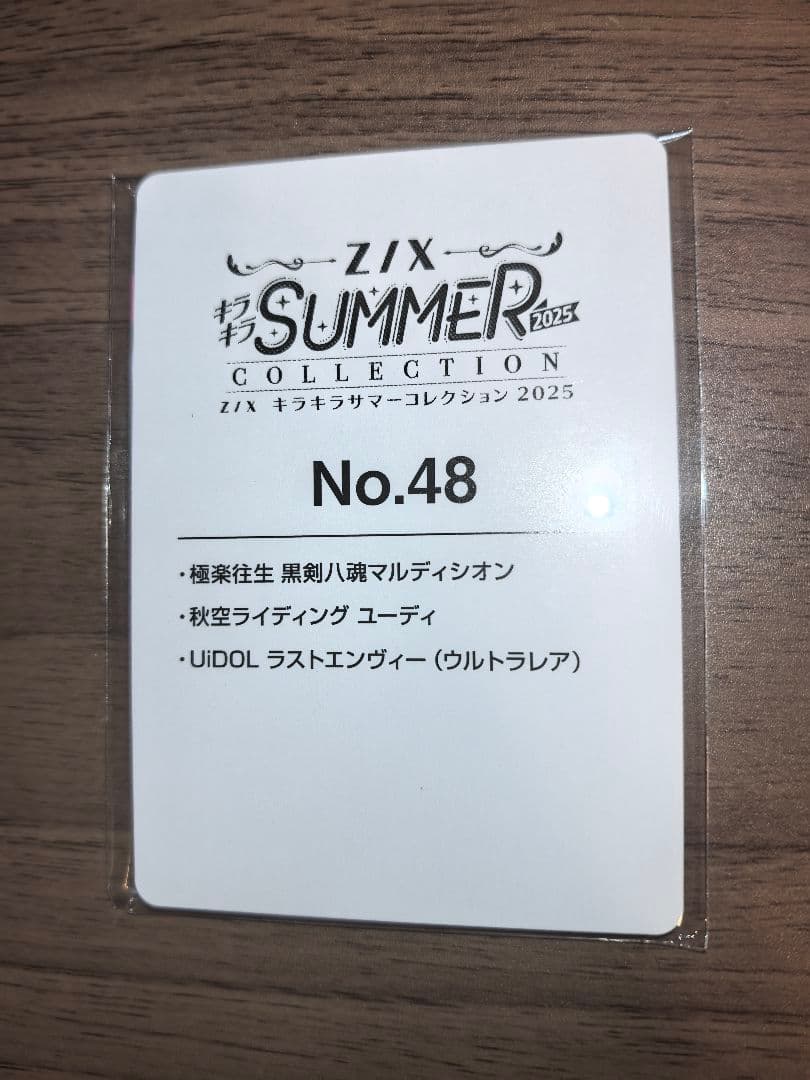 Z/X
キラキラ SUMMER 2025
COLLECTION
Z/X キラキラサマーコレクション 2025
No.48
・極楽往生 黒剣八魂マルディシオン
・秋空ライディング ユーディ
・UiDOL ラストエンヴィー（ウルトラレア）